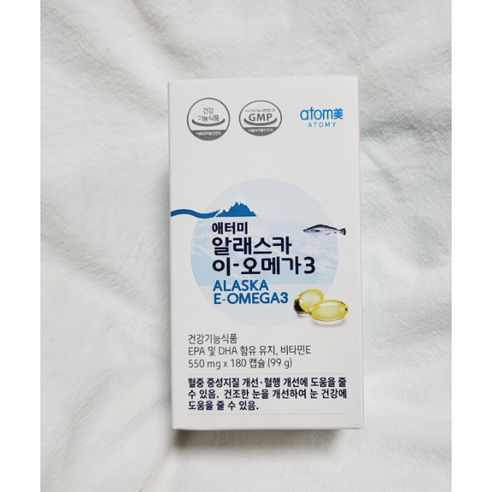 건강
기능식품
GMP
atom美
ATOMY
애터미
알래스카
이-오메가3
ALASKA
E-OMEGA3
건강기능식품
EPA 및 DHA 함유 유지, 비타민E
550 mg x 180 캡슐 (99 g)
혈중 중성지질 개선·혈행 개선에 도움을 줄
수 있음. 건조한 눈을 개선하여 눈 건강에
도움을 줄 수 있음.